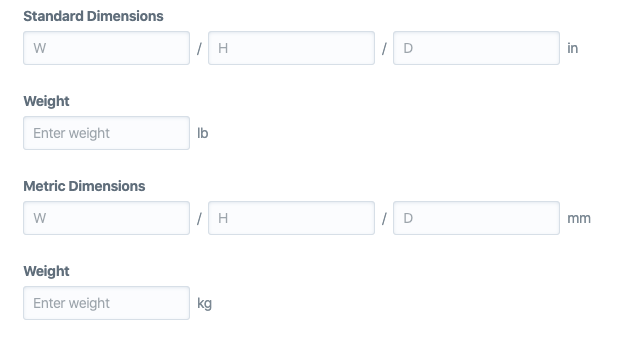 Standard Dimensions
W / H / D in
Weight
Enter weight lb
Metric Dimensions
W / H / D mm
Weight
Enter weight kg